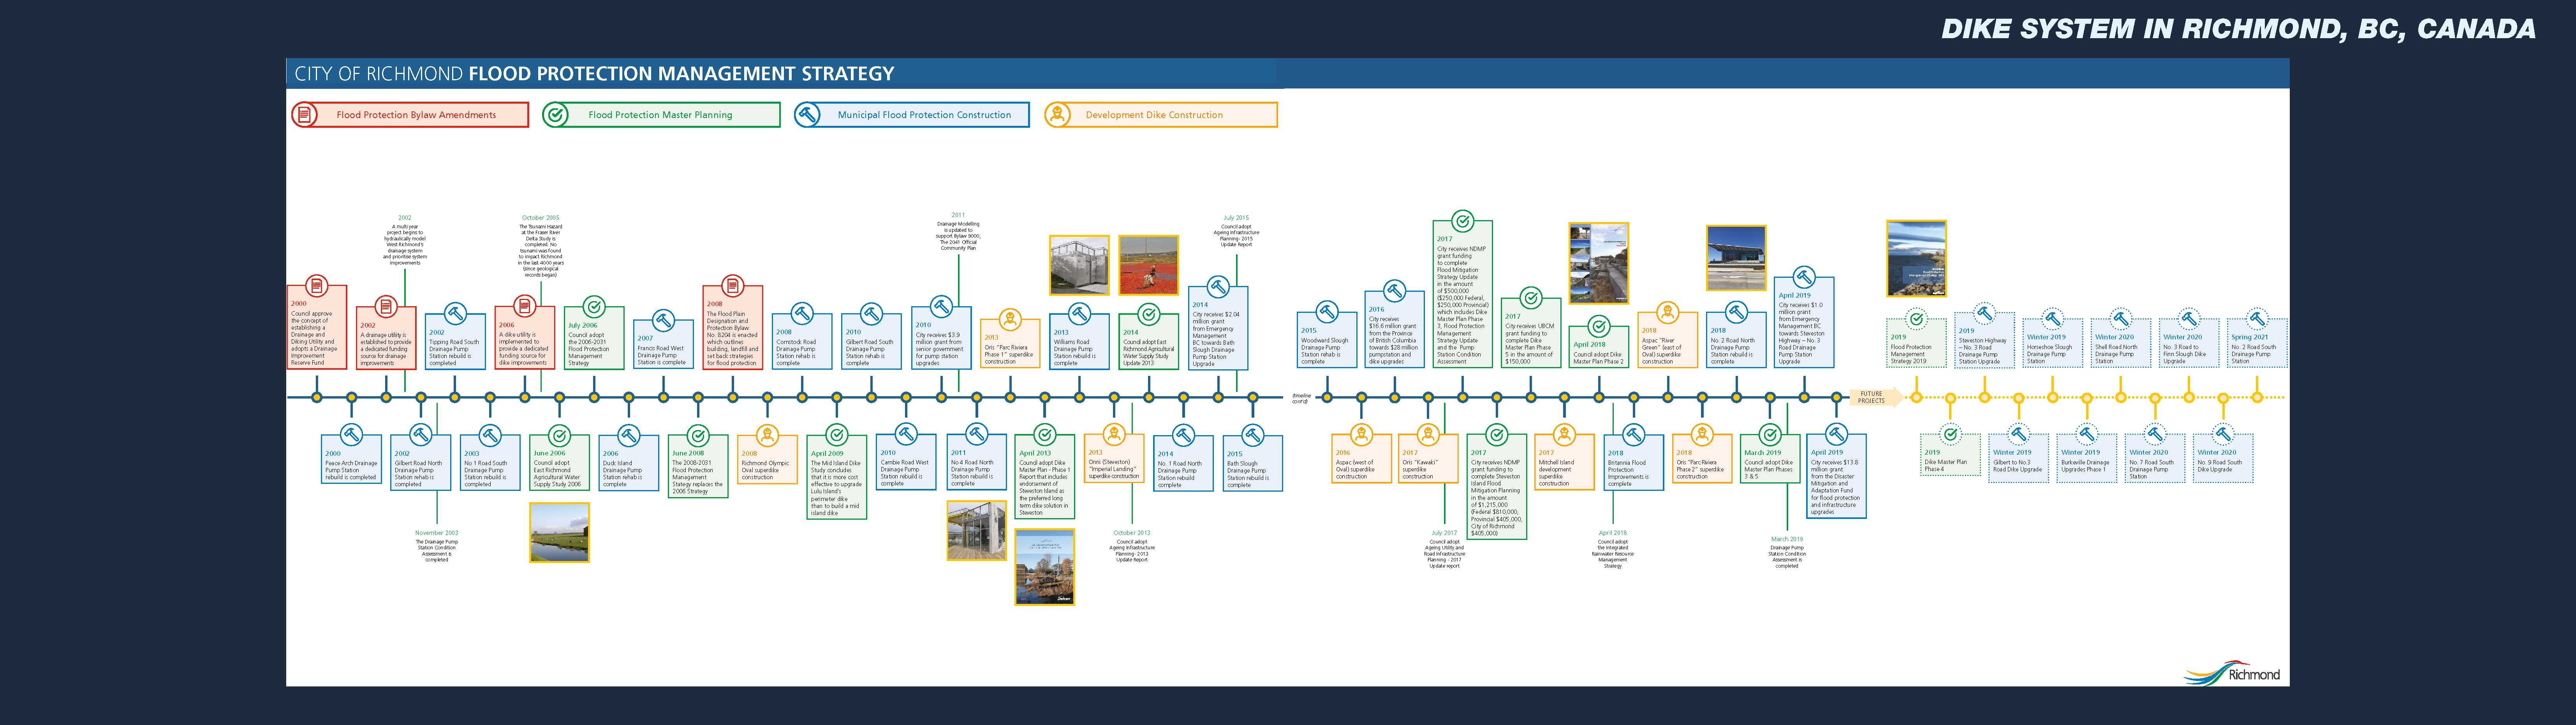 DIKE SYSTEM IN RICHMOND, BC, CANADA
CITY OF RICHMOND FLOOD PROTECTION MANAGEMENT STRATEGY
Flood Protection Bylaw Amendments
Flood Protection Master Planning
Municipal Flood Protection Construction
Development Dike Construction
2002
A multi year
project begins to
hydraulically model
West Richmond's
drainage system
and prioritise system
improvements
October 2005
The Tsunami Hazard
at the Fraser River
Delta Study is
completed. No
tsunami was found
to impact Richmond
in the last 4000 years
(since geological
records began)
2011
Drainage Modelling
is updated to
support Bylaw 9000,
The 2041 Official
Community Plan
July 2015
Council adopt
Ageing Infrastructure
Planning- 2015
Update Report
2000
Council approve
the concept of
establishing a
Drainage and
Diking Utility and
adopts a Drainage
Improvement
Reserve Fund
2002
A drainage utility is
established to provide
a dedicated funding
source for drainage
improvements
2002
Tipping Road South
Drainage Pump
Station rebuild is
completed
2006
A dike utility is
implemented to
provide a dedicated
funding source for
dike improvements
July 2006
Council adopt
the 2006-2031
Flood Protection
Management
Strategy
2007
Francis Road West
Drainage Pump
Station is complete
2008
The Flood Plain
Designation and
Protection Bylaw
No. 8204 is enacted
which outlines
building, landfill and
set back strategies
for flood protection
2008
Comstock Road
Drainage Pump
Station rehab is
complete
2010
Gilbert Road South
Drainage Pump
Station rehab is
complete
2010
City receives $3.9
million grant from
senior government
for pump station
upgrades
2013
Oris "Parc Riviera
Phase 1" superdike
construction
2013
Williams Road
Drainage Pump
Station rebuild is
complete
2014
Council adopt East
Richmond Agricultural
Water Supply Study
Update 2013
2014
City receives $2.04
million grant
from Emergency
Management
BC towards Bath
Slough Drainage
Pump Station
Upgrade
2000
Peace Arch Drainage
Pump Station
rebuild is completed
2002
Gilbert Road North
Drainage Pump
Station rehab is
completed
2003
No 1 Road South
Drainage Pump
Station is
completed
June 2006
Council adopt
East Richmond
Agricultural Water
Supply Study 2006
2006
Duck Island
Drainage Pump
Station rehab is
complete
June 2008
The 2008-2031
Flood Protection
Management
Stategy replaces the
2006 Strategy
2008
Richmond Olympic
Oval superdike
construction
April 2009
The Mid Island Dike
Study concludes
that it is more cost
effective to upgrade
Lulu Island's
perimeter dike
than to build a mid
island dike
2010
Cambie Road West
Drainage Pump
Station rebuild is
complete
2011
No 4 Road North
Drainage Pump
Station rebuild is
complete
April 2013
Council adopt Dike
Master Plan - Phase 1
Report that includes
endorsement of
Steveston Island as
the preferred long
term dike solution in
Steveston
2013
Onni (Steveston)
"Imperial Landing"
superdike-construction
2014
No. 1 Road North
Drainage Pump
Station rebuild
complete
2015
Bath Slough
Drainage Pump
Station rebuild is
complete
November 2003
The Drainage Pump
Station Condition
Assessment is
completed
October 2013
Council adopt
Ageing Infrastructure
Planning- 2013
Update Report
(timeline
cont'd)
2015
Woodward Slough
Drainage Pump
Station rehab is
complete
2016
City receives
$16.6 million grant
from the Province
of British Columbia
towards $28 million
pumpstation and
dike upgrades
2017
City receives NDMP
grant funding
to complete
Flood Mitigation
Strategy Update
in the amount
of $500,000
($250,000 Federal,
$250,000 Provincial)
which includes Dike
Master Plan Phase
3, Flood Protection
Management
Strategy Update
and the Pump
Station Condition
Assessment
2017
City receives UBCM
grant funding to
complete Dike
Master Plan Phase
5 in the amount of
$150,000
April 2018
Council adopt Dike
Master Plan Phase 2
2018
Aspac "River
Green" (east of
Oval) superdike
construction
2018
No. 2 Road North
Drainage Pump
Station rebuild is
complete
April 2019
City receives $1.0
million grant
from Emergency
Management BC
towards Steveston
Highway – No. 3
Road Drainage
Pump Station
Upgrade
FUTURE
PROJECTS
2019
Flood Protection
Management
Strategy 2019
2019
Steveston Highway
– No. 3 Road
Drainage Pump
Station Upgrade
Winter 2019
Horseshoe Slough
Drainage Pump
Station
Winter 2020
Shell Road North
Drainage Pump
Station
Winter 2020
No. 3 Road to
Finn Slough Dike
Upgrade
Spring 2021
No. 2 Road South
Drainage Pump
Station
2016
Aspac (west of
Oval) superdike
construction
2017
Oris "Kawaki"
superdike
construction
2017
City receives NDMP
grant funding to
complete Steveston
Island Flood
Mitigation Planning
in the amount
of $1,215,000
(Federal $810,000,
Provincial $405,000,
City of Richmond
$405,000)
2017
Mitchell Island
develoment
superdike
construction
2018
Britannia Flood
Protection
Improvements is
complete
2018
Oris "Parc Riviera
Phase 2" superdike
construction
March 2019
Council adopt Dike
Master Plan Phases
3 & 5
April 2019
City receives $13.8
million grant
from the Disaster
Mitigation and
Adaptation Fund
for flood protection
and infrastructure
upgrades
2019
Dike Master Plan
Phase 4
Winter 2019
Gilbert to No.3
Road Dike Upgrade
Winter 2019
Burkeville Drainage
Upgrades Phase 1
Winter 2020
No. 7 Road South
Drainage Pump
Station
Winter 2020
No. 9 Road South
Dike Upgrade
July 2017
Council adopt
Ageing Utility and
Road Infrastructure
Planning - 2017
Update report
April 2018
Council adopt
the Integrated
Rainwater Resource
Management
Strategy
March 2019
Drainage Pump
Station Condition
Assessment is
completed
Richmond